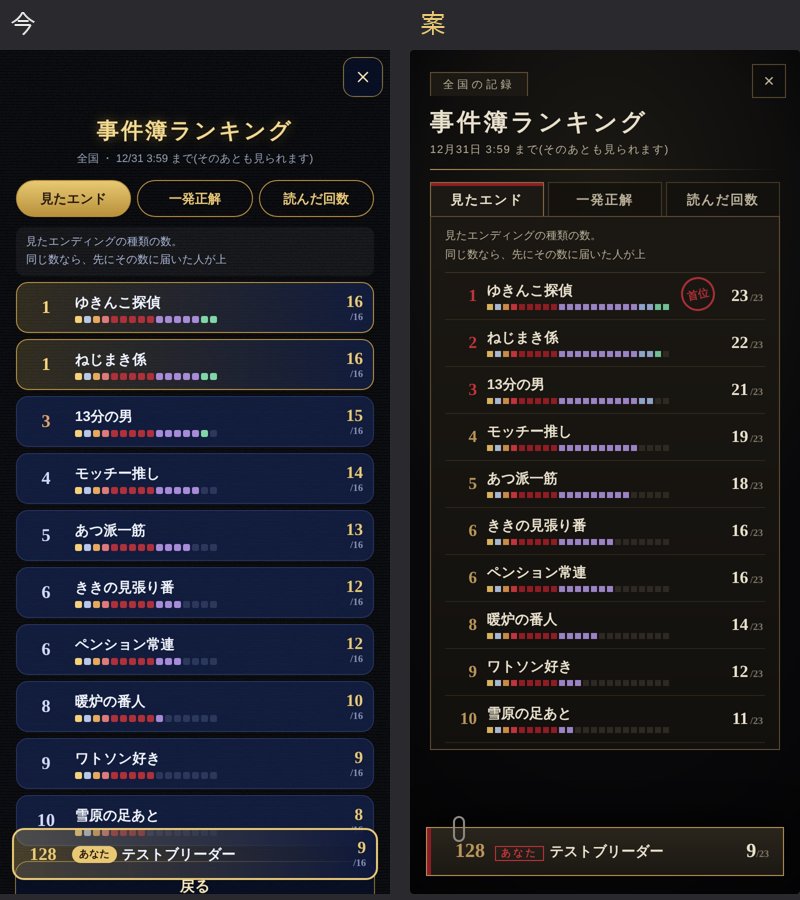 今
×
事件簿ランキング
全国 ・ 12/31 3:59 まで(そのあとも見られます)
見たエンド 一発正解 読んだ回数
見たエンディングの種類の数。
同じ数なら、先にその数に届いた人が上
1 ゆきんこ探偵 16 /16
1 ねじまき係 16 /16
3 13分の男 15 /16
4 モッチー推し 14 /16
5 あつ派一筋 13 /16
6 ききの見張り番 12 /16
6 ペンション常連 12 /16
8 暖炉の番人 10 /16
9 ワトソン好き 9 /16
10 雪原の足あと 8
128 あなた テストブリーダー 9 /16
戻る
案
全国の記録
×
事件簿ランキング
12月31日 3:59 まで(そのあとも見られます)
見たエンド 一発正解 読んだ回数
見たエンディングの種類の数。
同じ数なら、先にその数に届いた人が上
1 ゆきんこ探偵 首位 23 /23
2 ねじまき係 22 /23
3 13分の男 21 /23
4 モッチー推し 19 /23
5 あつ派一筋 18 /23
6 ききの見張り番 16 /23
6 ペンション常連 16 /23
8 暖炉の番人 14 /23
9 ワトソン好き 12 /23
10 雪原の足あと 11 /23
128 あなた テストブリーダー 9 /23